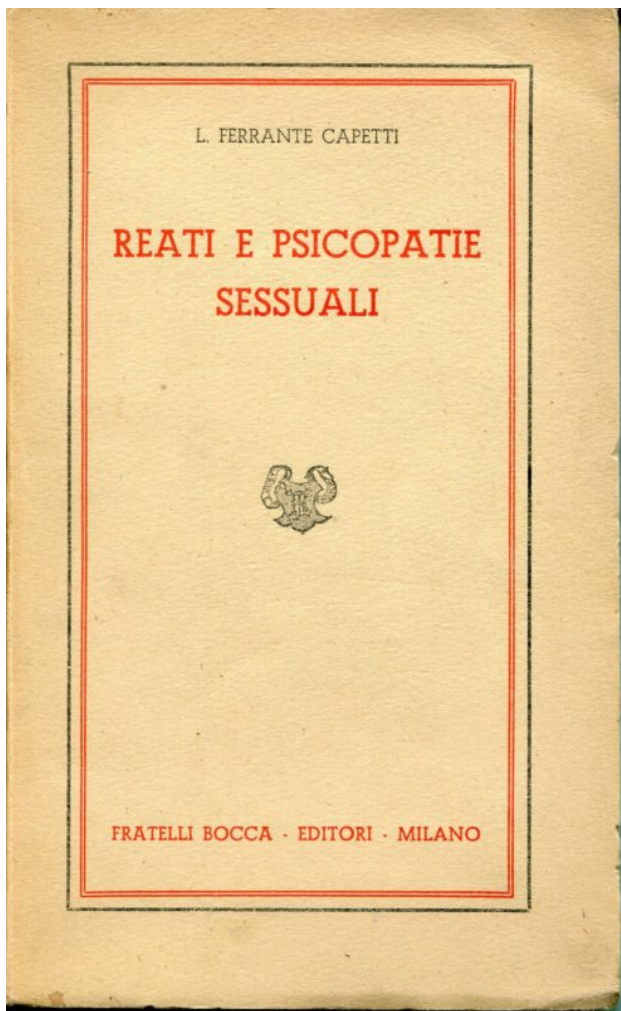 L. FERRANTE CAPETTI
REATI E PSICOPATIE
SESSUALI
FRATELLI BOCCA - EDITORI - MILANO